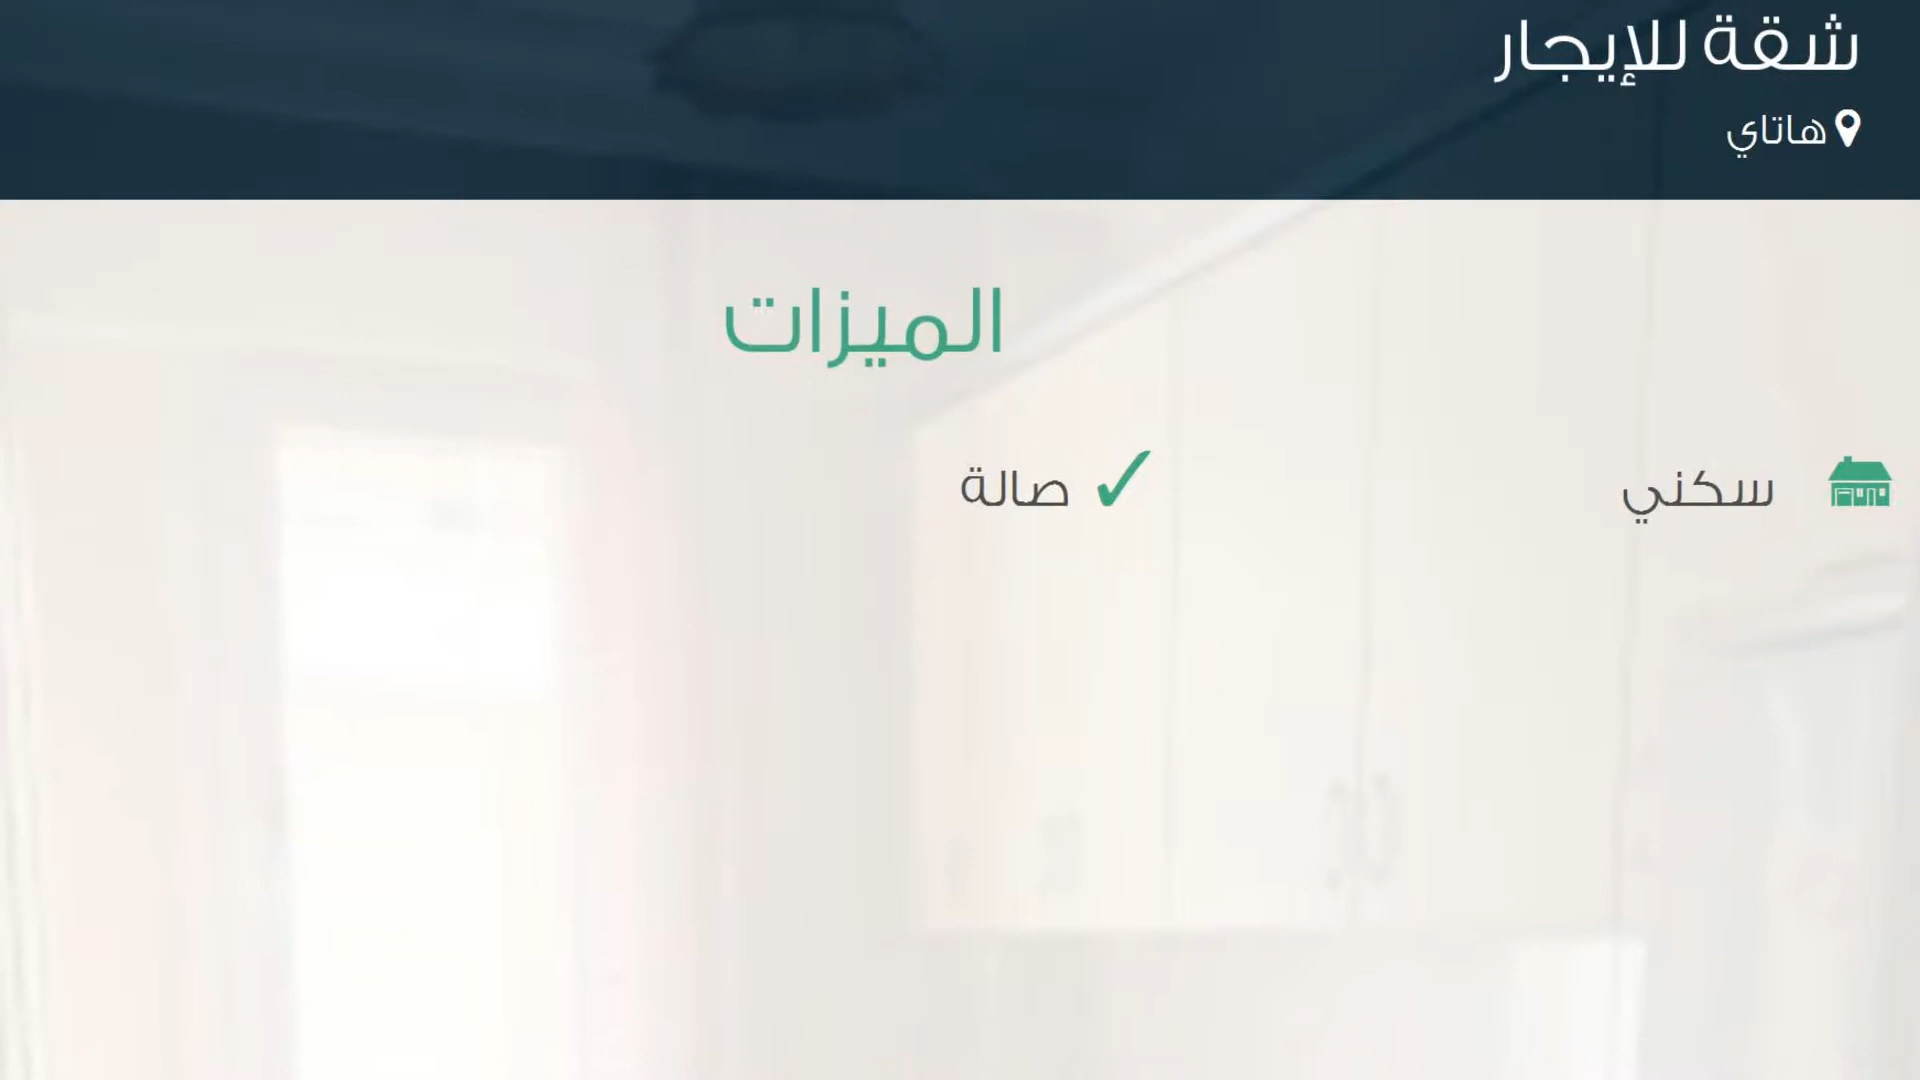 شقة للإيجار
هاتاي
الميزات
سكني
صالة